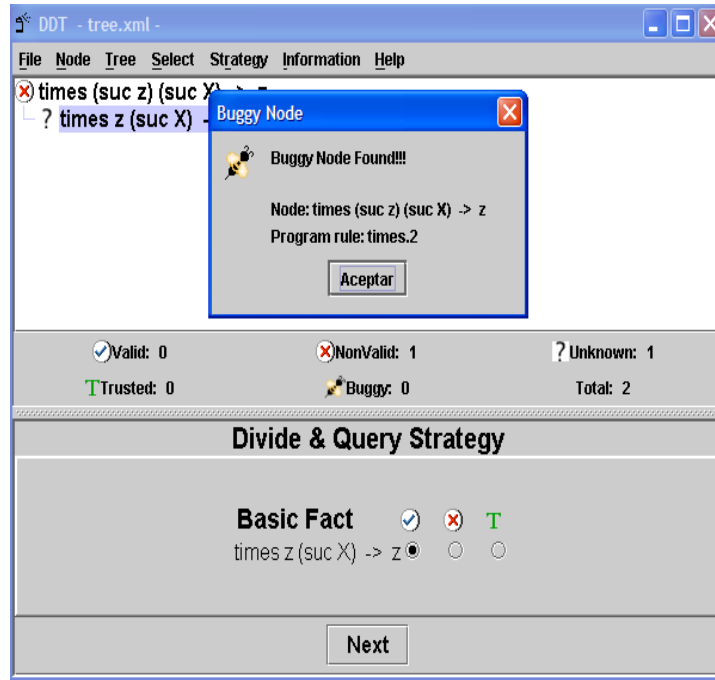 DDT - tree.xml -
File Node Tree Select Strategy Information Help
times (suc z) (suc X) -> z
? times z (suc X) -
Buggy Node
Buggy Node Found!!!
Node: times (suc z) (suc X) -> z
Program rule: times.2
Aceptar
Valid: 0 NonValid: 1 ? Unknown: 1
T Trusted: 0 Buggy: 0 Total: 2
Divide & Query Strategy
Basic Fact T
times z (suc X) -> z
Next